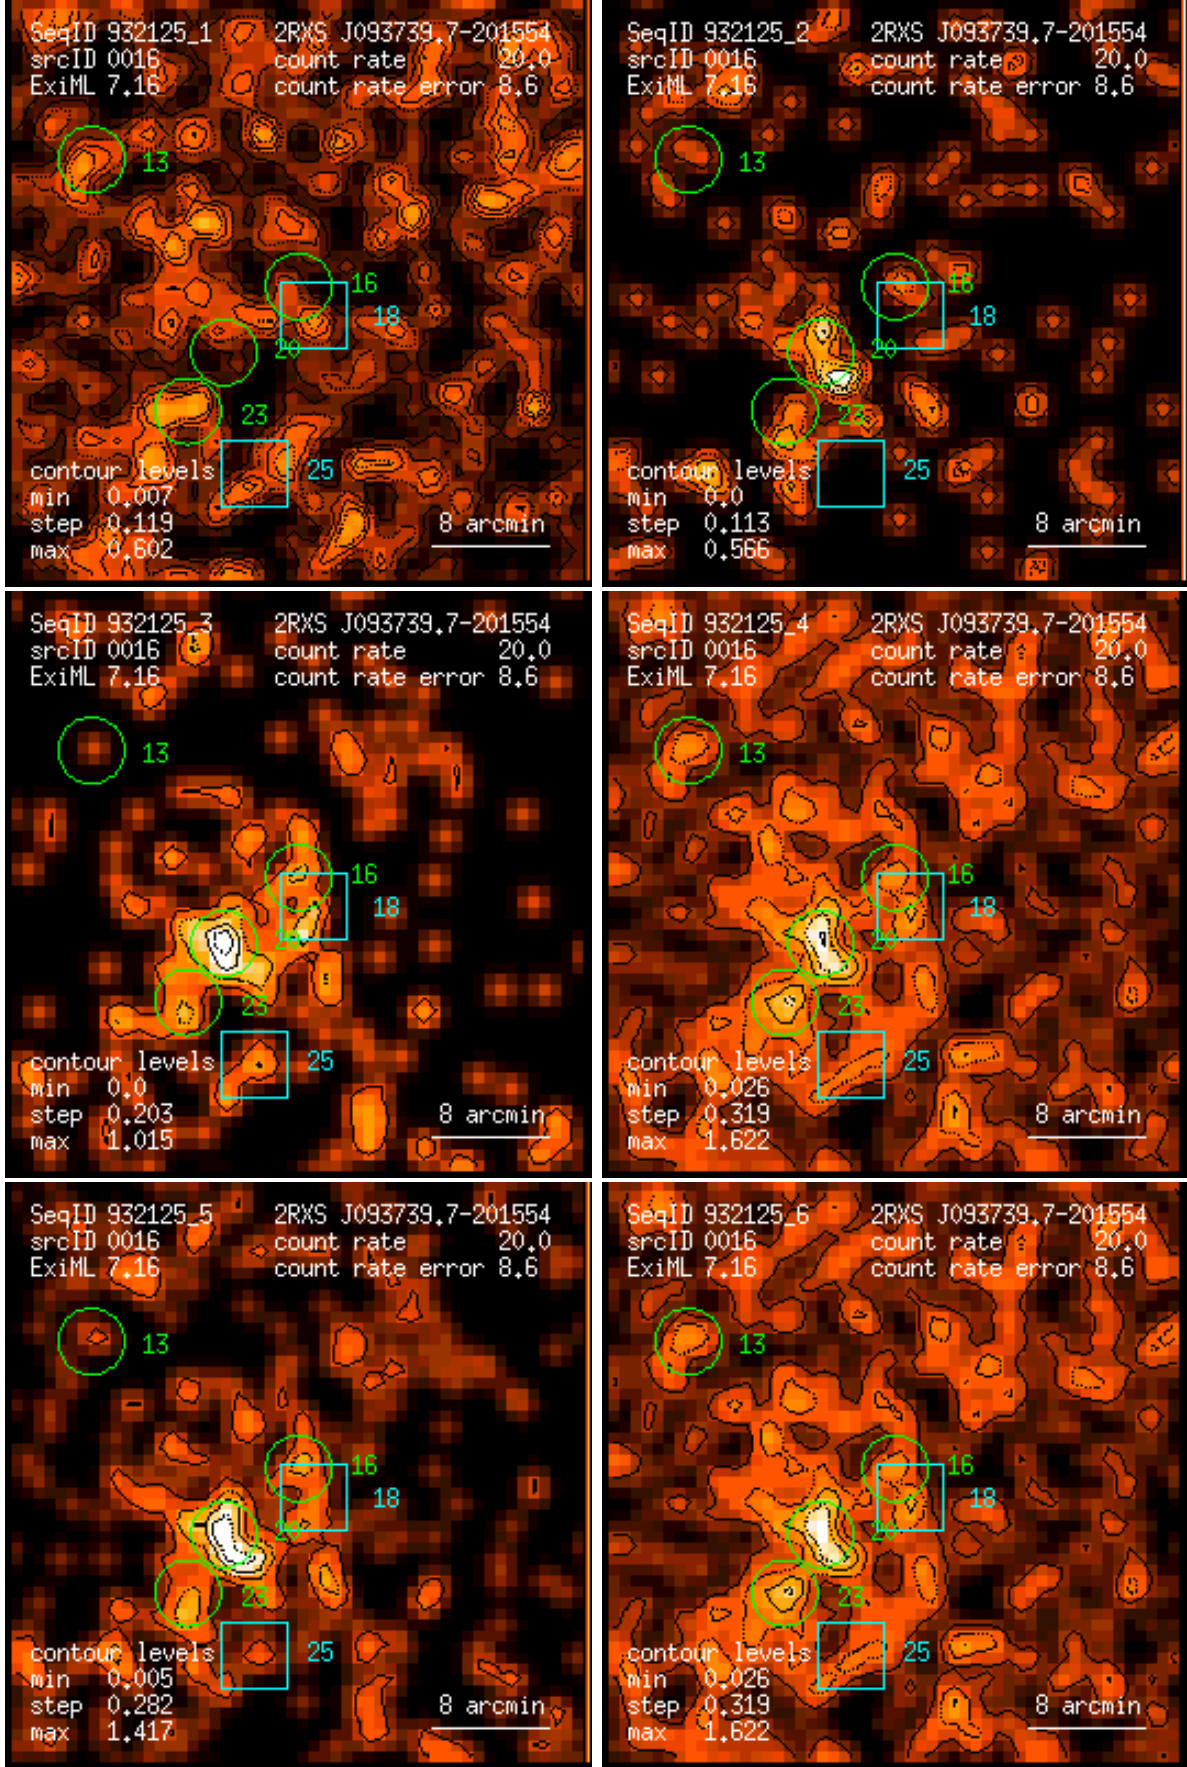 SeqID 932125_1 2RXS J093739.7-201554
srcID 0016 count rate 20.0
ExiML 7.16 count rate error 8.6
13
16
18
20
23
25
contour levels
min 0.007
step 0.119 8 arcmin
max 0.602
SeqID 932125_2 2RXS J093739.7-201554
srcID 0016 count rate 20.0
ExiML 7.16 count rate error 8.6
13
16
18
20
23
25
contour levels
min 0.0
step 0.113 8 arcmin
max 0.566
SeqID 932125_3 2RXS J093739.7-201554
srcID 0016 count rate 20.0
ExiML 7.16 count rate error 8.6
13
16
18
20
23
25
contour levels
min 0.0
step 0.203 8 arcmin
max 1.015
SeqID 932125_4 2RXS J093739.7-201554
srcID 0016 count rate 20.0
ExiML 7.16 count rate error 8.6
13
16
18
20
23
25
contour levels
min 0.026
step 0.319 8 arcmin
max 1.622
SeqID 932125_5 2RXS J093739.7-201554
srcID 0016 count rate 20.0
ExiML 7.16 count rate error 8.6
13
16
18
20
23
25
contour levels
min 0.005
step 0.282 8 arcmin
max 1.417
SeqID 932125_6 2RXS J093739.7-201554
srcID 0016 count rate 20.0
ExiML 7.16 count rate error 8.6
13
16
18
20
23
25
contour levels
min 0.026
step 0.319 8 arcmin
max 1.622